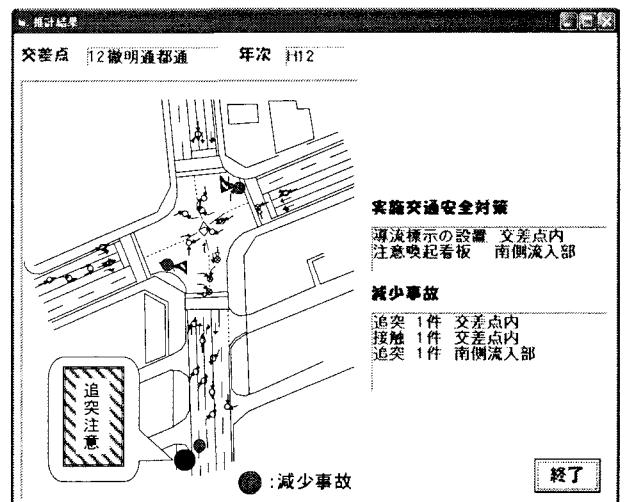 推計結果
交差点 12徹明通都通 年次 H12
実施交通安全対策
導流標示の設置 交差点内
注意喚起看板 南側流入部
減少事故
追突 1件 交差点内
接触 1件 交差点内
追突 1件 南側流入部
追突注意
:減少事故
終了